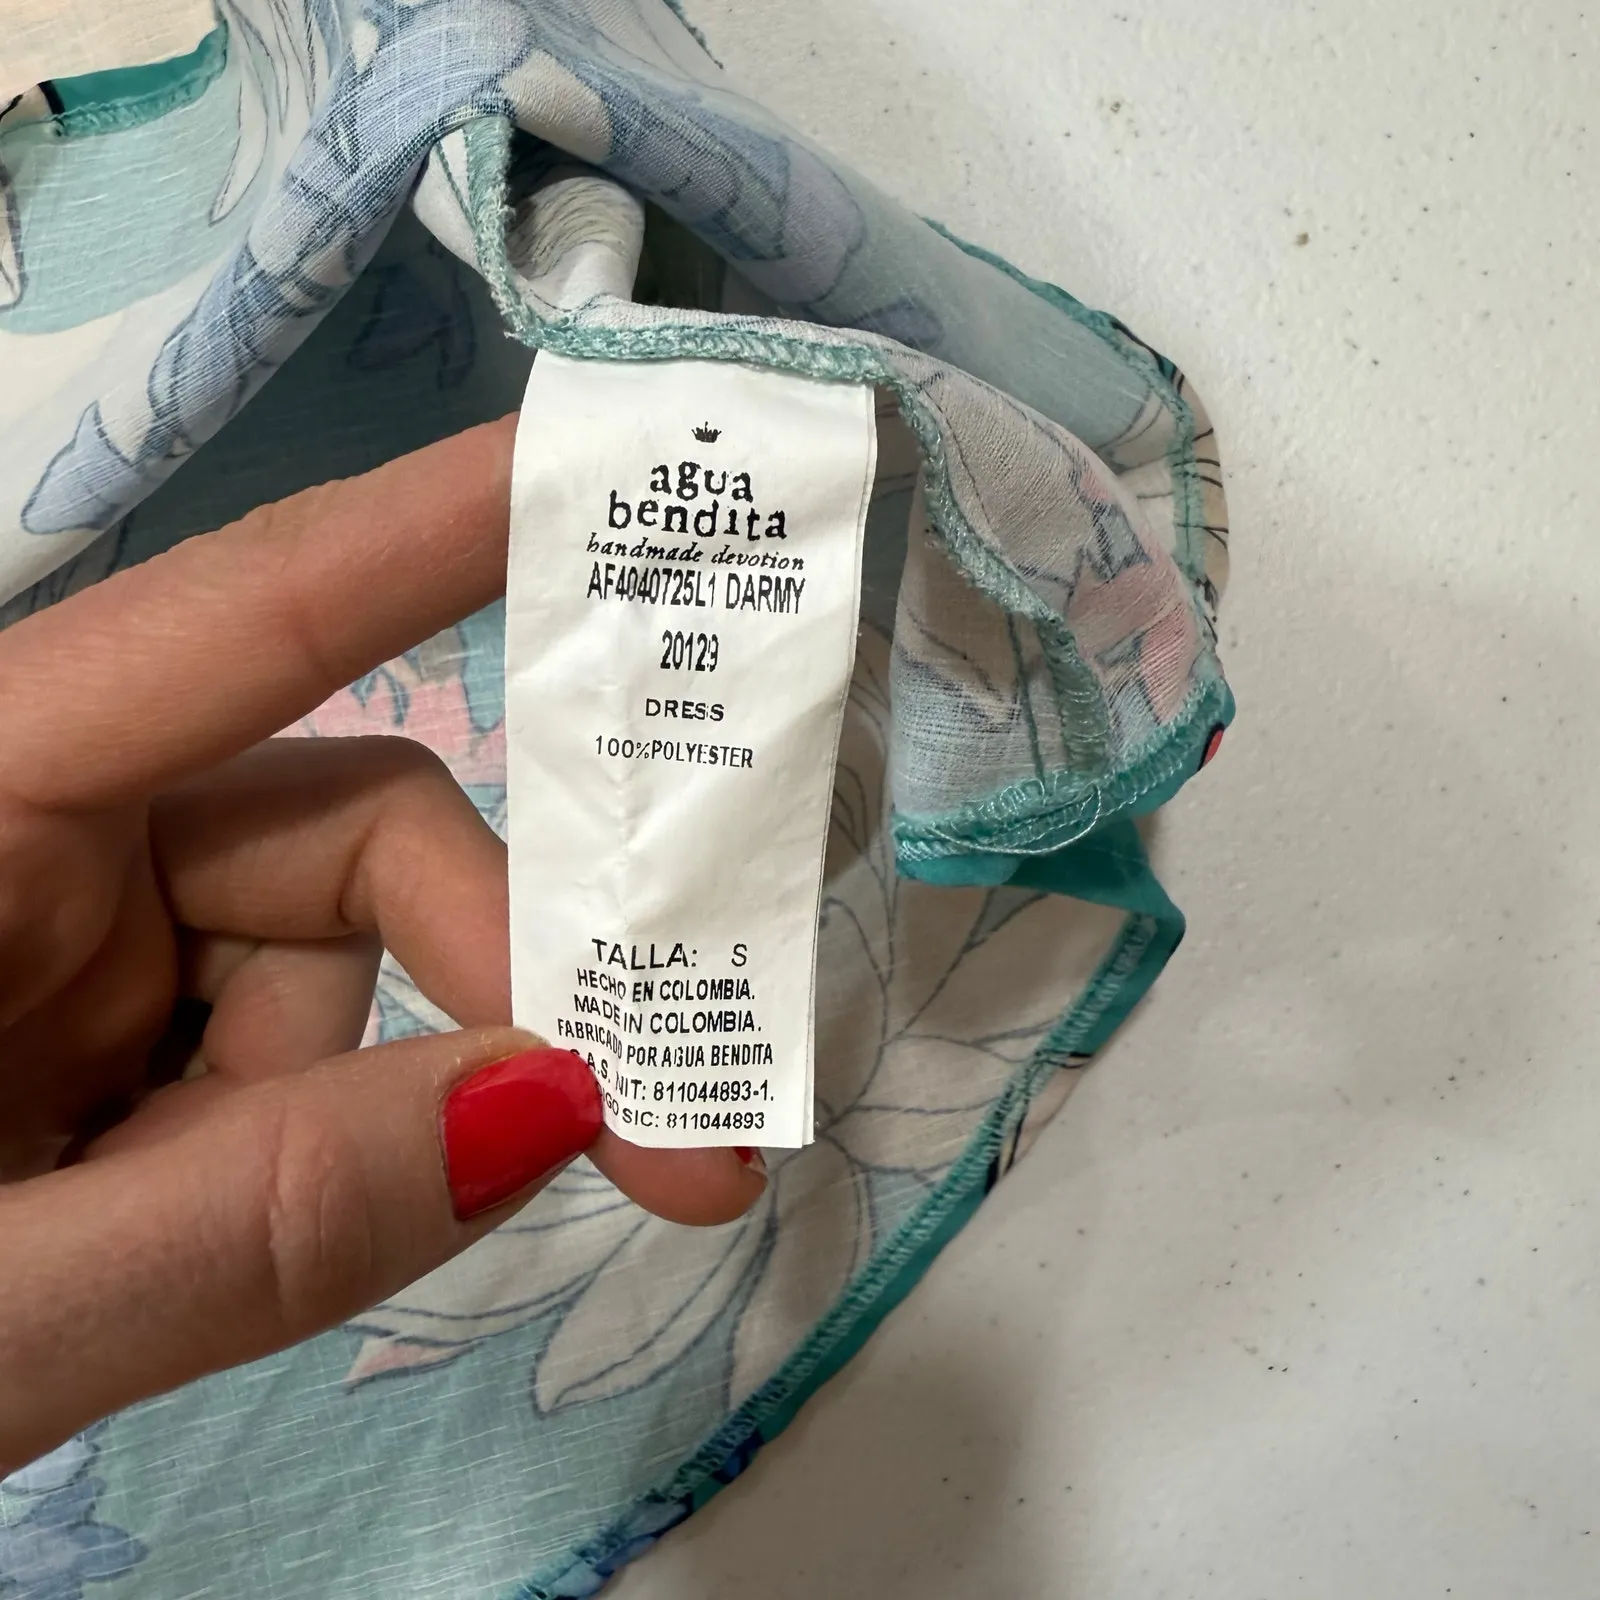 agua
bendita
handmade devotion
AF4040725L1 DARMY
20129
DRESS
100%POLYESTER
TALLA: S
HECHO EN COLOMBIA.
MADE IN COLOMBIA.
FABRICADO POR AGUA BENDITA
S.A.S. NIT: 811044893-1.
SIC: 811044893